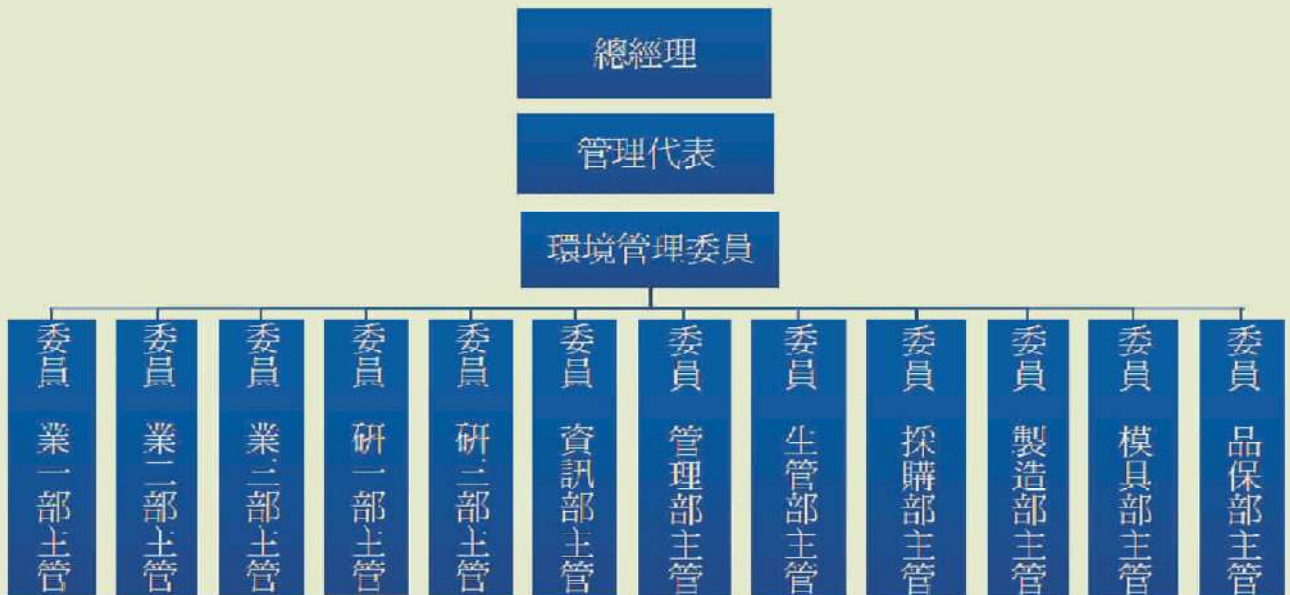 總經理
管理代表
環境管理委員
委員 業一部主管
委員 業二部主管
委員 業三部主管
委員 研一部主管
委員 研三部主管
委員 資訊部主管
委員 管理部主管
委員 生管部主管
委員 採購部主管
委員 製造部主管
委員 模具部主管
委員 品保部主管